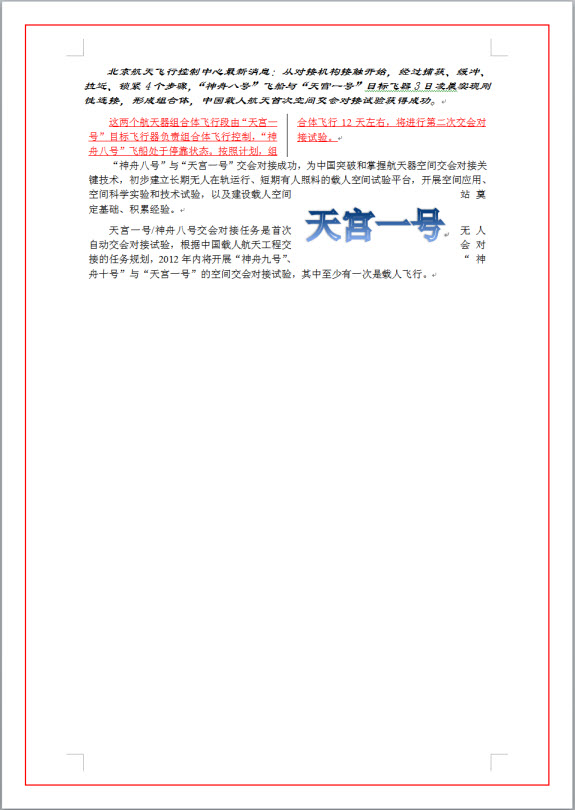 北京航天飞行控制中心最新消息：从对接机构接触开始，经过捕获、缓冲、
拉近、锁紧 4 个步骤，“神舟八号”飞船与“天宫一号”目标飞器 3 日凌晨实现刚
性连接，形成组合体，中国载人航天首次空间交会对接试验获得成功。
这两个航天器组合体飞行段由“天宫一
号”目标飞行器负责组合体飞行控制，“神
舟八号”飞船处于停靠状态。按照计划，组
合体飞行 12 天左右，将进行第二次交会对
接试验。
“神舟八号”与“天宫一号”交会对接成功，为中国突破和掌握航天器空间交会对接关
键技术，初步建立长期无人在轨运行、短期有人照料的载人空间试验平台，开展空间应用、
空间科学实验和技术试验，以及建设载人空间 站奠
定基础、积累经验。
天宫一号
天宫一号/神舟八号交会对接任务是首次 无人
自动交会对接试验，根据中国载人航天工程交 会对
接的任务规划，2012 年内将开展“神舟九号”、 “神
舟十号”与“天宫一号”的空间交会对接试验，其中至少有一次是载人飞行。